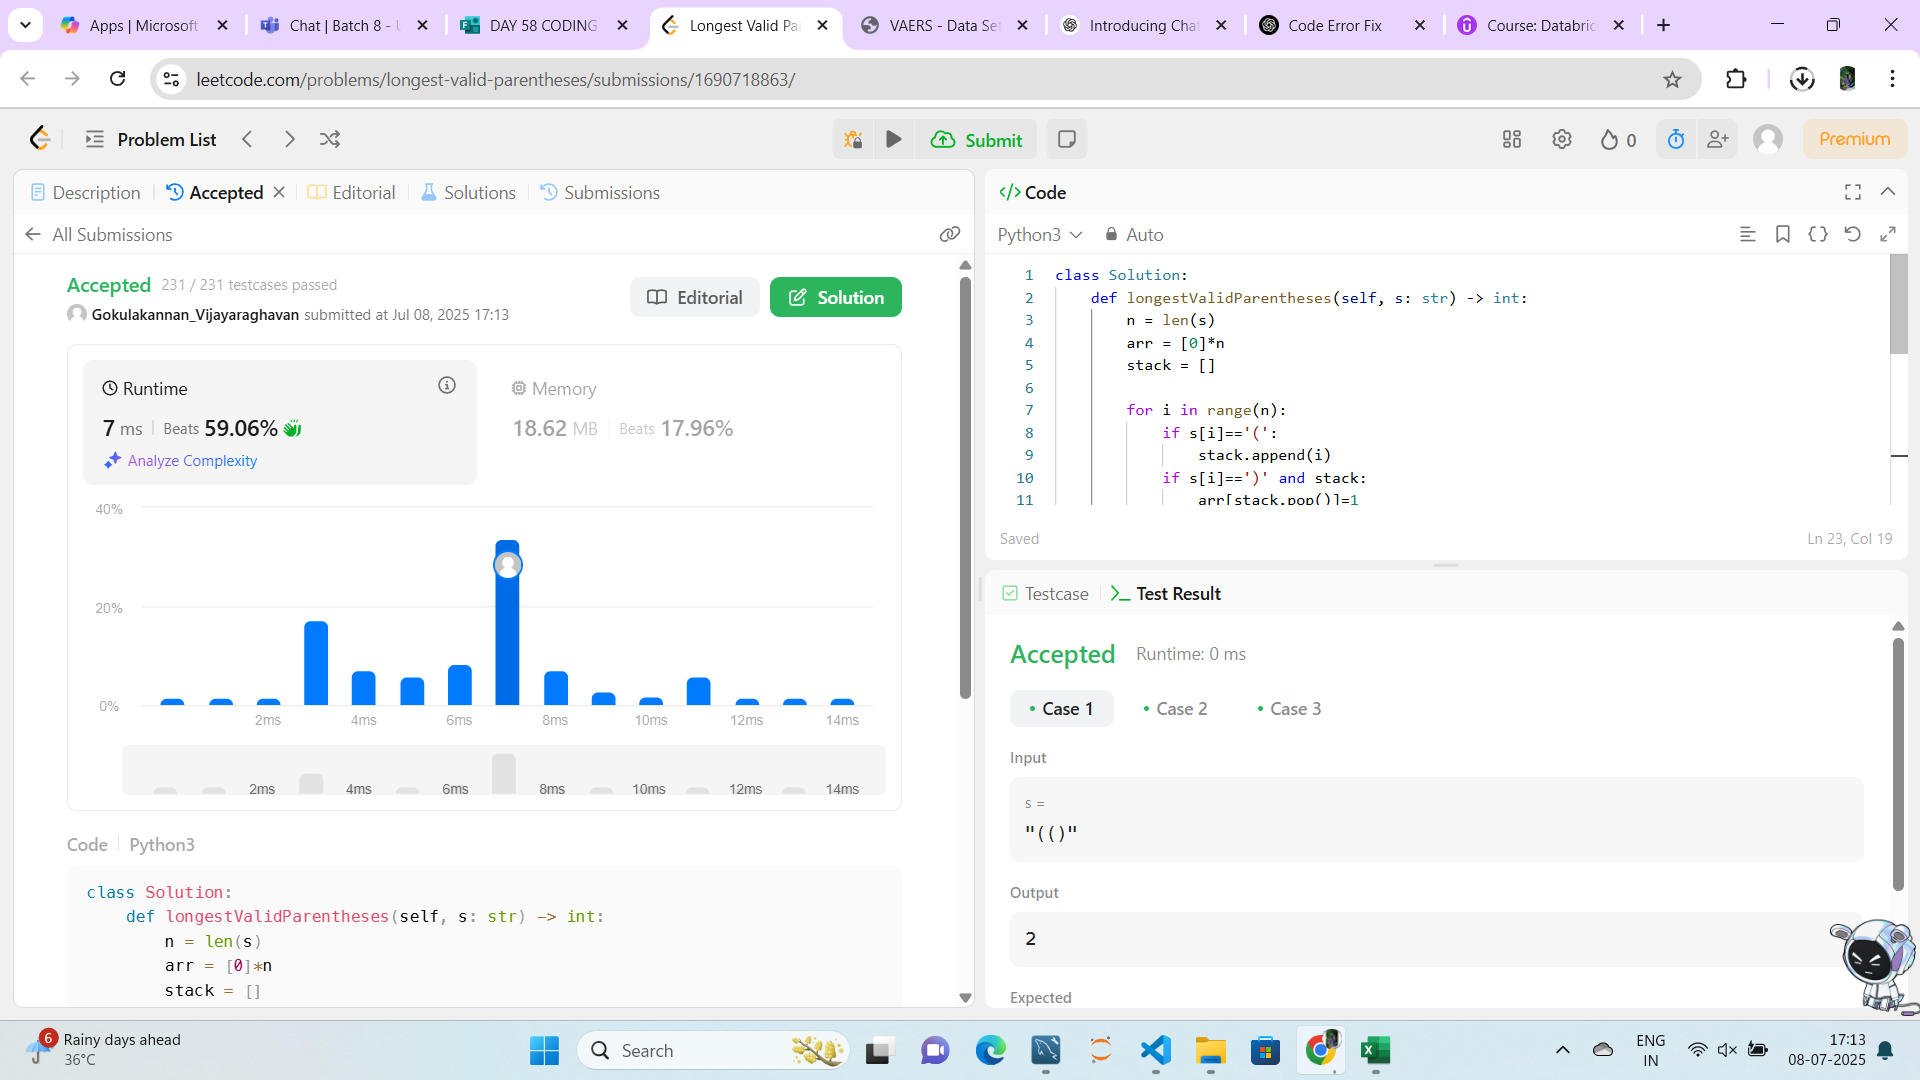 Apps | Microsoft
Chat | Batch 8 - U
DAY 58 CODING
Longest Valid Pa
VAERS - Data Set
Introducing Chat
Code Error Fix
Course: Databric
leetcode.com/problems/longest-valid-parentheses/submissions/1690718863/
Problem List
Submit
0
Premium
Description
Accepted
Editorial
Solutions
Submissions
All Submissions
Accepted 231 / 231 testcases passed
Gokulakannan_Vijayaraghavan submitted at Jul 08, 2025 17:13
Editorial
Solution
Runtime
7 ms | Beats 59.06%
Analyze Complexity
Memory
18.62 MB | Beats 17.96%
40%
20%
0%
2ms 4ms 6ms 8ms 10ms 12ms 14ms
2ms 4ms 6ms 8ms 10ms 12ms 14ms
Code | Python3
class Solution:
    def longestValidParentheses(self, s: str) -> int:
        n = len(s)
        arr = [0]*n
        stack = []
</> Code
Python3
Auto
1 class Solution:
2     def longestValidParentheses(self, s: str) -> int:
3         n = len(s)
4         arr = [0]*n
5         stack = []
6
7         for i in range(n):
8             if s[i]=='(':
9                 stack.append(i)
10             if s[i]==')' and stack:
11                 arr[stack.pop()]=1
Saved
Ln 23, Col 19
Testcase
Test Result
Accepted Runtime: 0 ms
Case 1
Case 2
Case 3
Input
s =
"(()"
Output
2
Expected
6
Rainy days ahead
36°C
Search
ENG
IN
17:13
08-07-2025